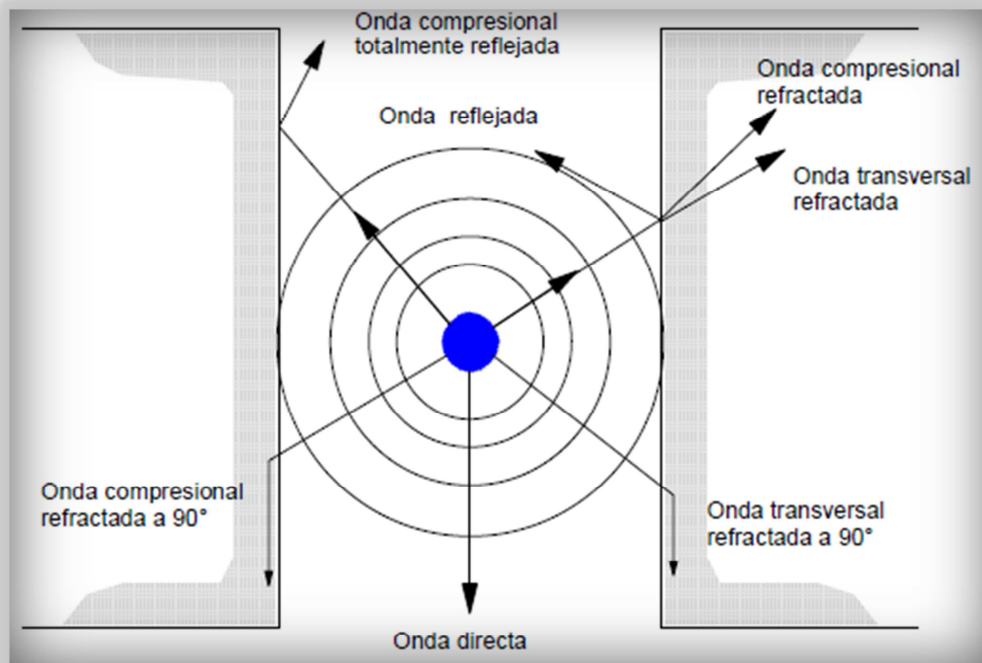 Onda compresional
totalmente reflejada
Onda compresional
refractada
Onda reflejada
Onda transversal
refractada
Onda compresional
refractada a 90°
Onda transversal
refractada a 90°
Onda directa